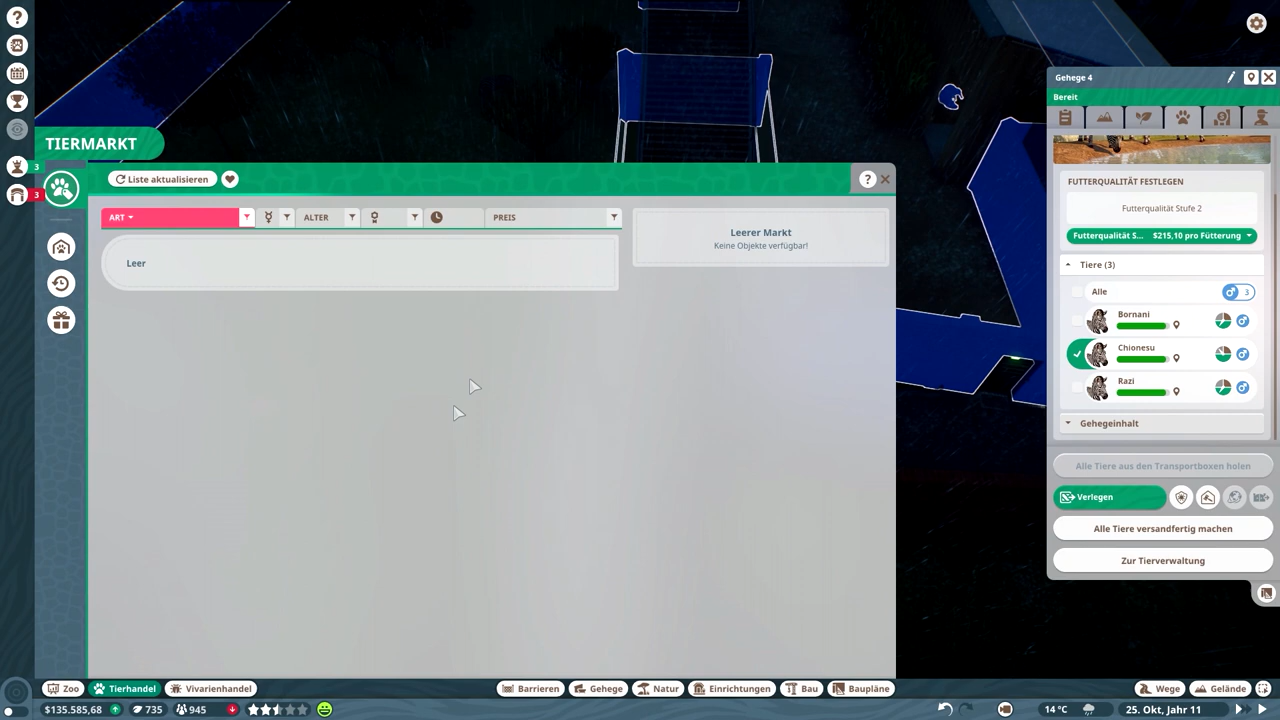 TIERMARKT
Liste aktualisieren
?
ART
ALTER
PREIS
Leer
Leerer Markt
Keine Objekte verfügbar!
?
3
3
Gehege 4
Bereit
FUTTERQUALITÄT FESTLEGEN
Futterqualität Stufe 2
Futterqualität S... $215,10 pro Fütterung
Tiere (3)
Alle 3
Bornani
Chionesu
Razi
Gehegeinhalt
Alle Tiere aus den Transportboxen holen
Verlegen
Alle Tiere versandfertig machen
Zur Tierverwaltung
Zoo
Tierhandel
Vivarienhandel
Barrieren
Gehege
Natur
Einrichtungen
Bau
Baupläne
Wege
Gelände
$135.585,68
735
945
14 °C
25. Okt, Jahr 11